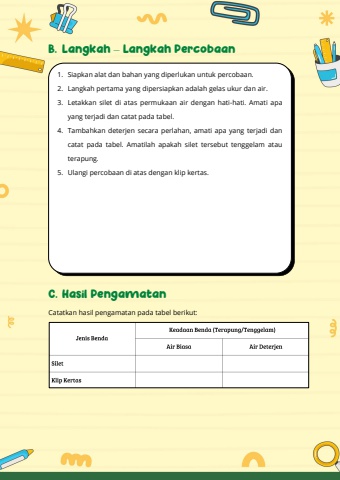 B. Langkah – Langkah Percobaan
1. Siapkan alat dan bahan yang diperlukan untuk percobaan.
2. Langkah pertama yang dipersiapkan adalah gelas ukur dan air.
3. Letakkan silet di atas permukaan air dengan hati-hati. Amati apa
yang terjadi dan catat pada tabel.
4. Tambahkan deterjen secara perlahan, amati apa yang terjadi dan
catat pada tabel. Amatilah apakah silet tersebut tenggelam atau
terapung.
5. Ulangi percobaan di atas dengan klip kertas.
C. Hasil Pengamatan
Catatkan hasil pengamatan pada tabel berikut:
Jenis Benda
Keadaan Benda (Terapung/Tenggelam)
Air Biasa
Air Deterjen
Silet
Klip Kertas